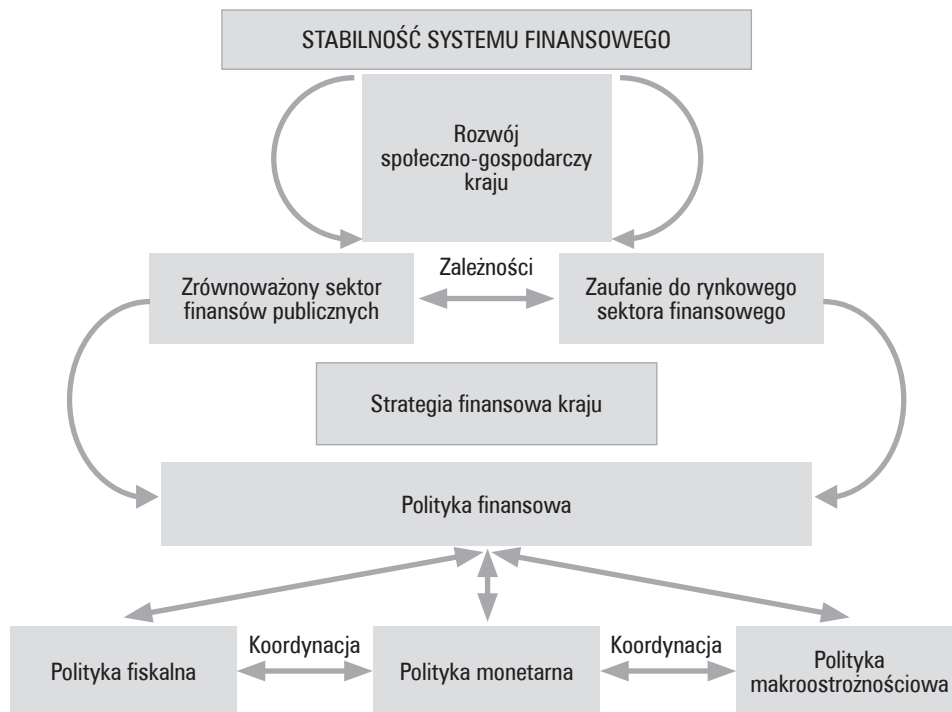 STABILNOŚĆ SYSTEMU FINANSOWEGO
Rozwój
społeczno-gospodarczy
kraju
Zrównoważony sektor
finansów publicznych
Zależności
Zaufanie do rynkowego
sektora finansowego
Strategia finansowa kraju
Polityka finansowa
Polityka fiskalna
Koordynacja
Polityka monetarna
Koordynacja
Polityka
makroostrożnościowa